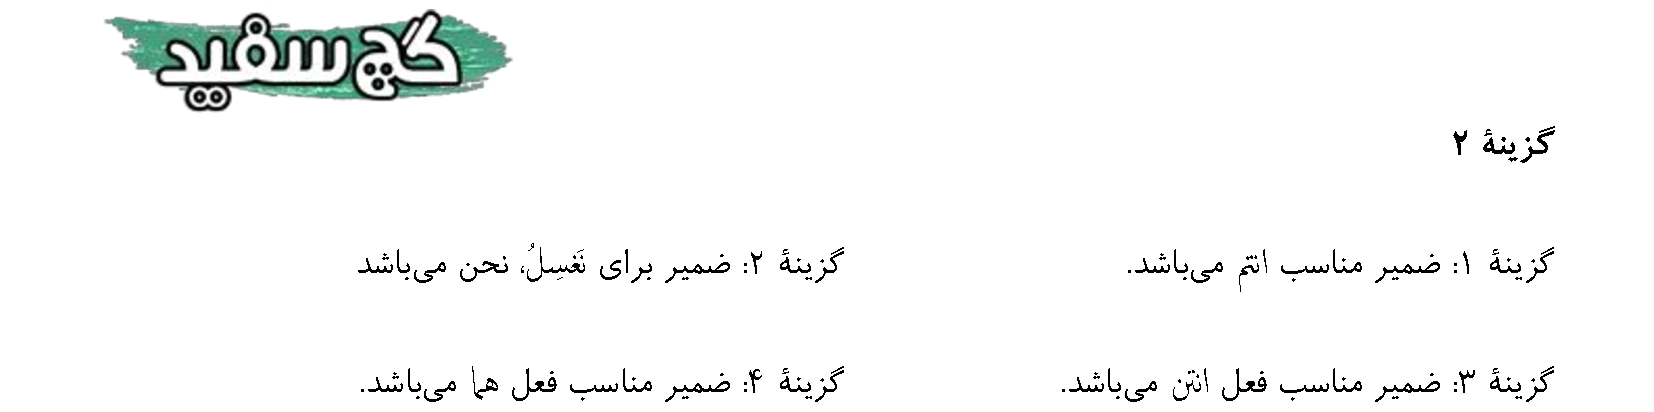 گچ سفید
گزینهٔ ۲
گزینهٔ ۱: ضمیر مناسب انتم می‌باشد. گزینهٔ ۲: ضمیر برای نَغسِلُ، نحن می‌باشد
گزینهٔ ۳: ضمیر مناسب فعل انتن می‌باشد. گزینهٔ ۴: ضمیر مناسب فعل هما می‌باشد.